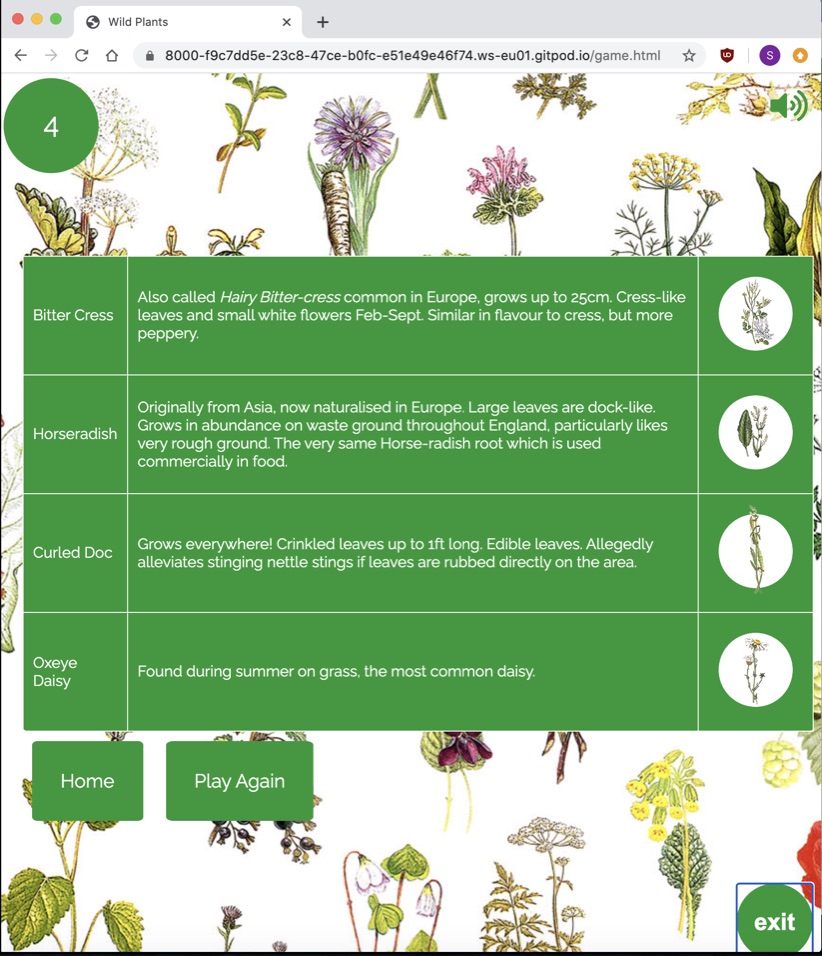 Wild Plants
8000-f9c7dd5e-23c8-47ce-b0fc-e51e49e46f74.ws-eu01.gitpod.io/game.html
S
4
Bitter Cress
Also called Hairy Bitter-cress common in Europe, grows up to 25cm. Cress-like
leaves and small white flowers Feb-Sept. Similar in flavour to cress, but more
peppery.
Horseradish
Originally from Asia, now naturalised in Europe. Large leaves are dock-like.
Grows in abundance on waste ground throughout England, particularly likes
very rough ground. The very same Horse-radish root which is used
commercially in food.
Curled Doc
Grows everywhere! Crinkled leaves up to 1ft long. Edible leaves. Allegedly
alleviates stinging nettle stings if leaves are rubbed directly on the area.
Oxeye
Daisy
Found during summer on grass, the most common daisy.
Home
Play Again
exit